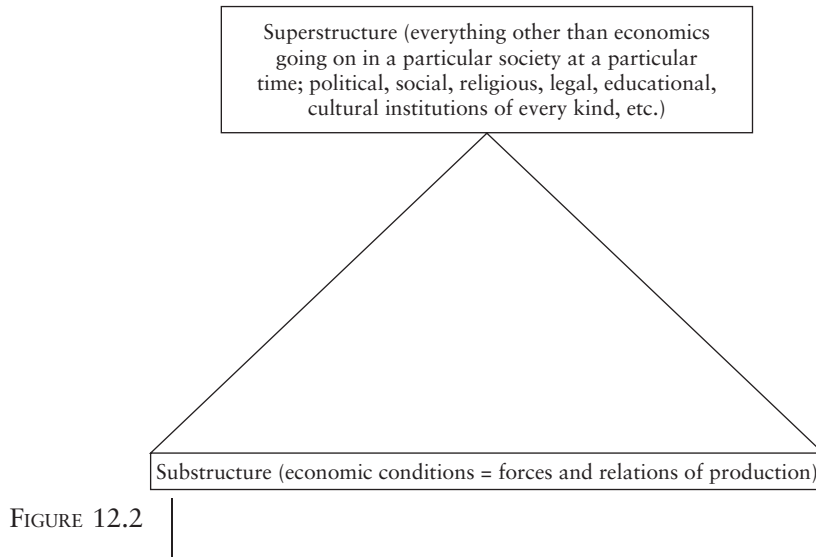 Superstructure (everything other than economics
going on in a particular society at a particular
time; political, social, religious, legal, educational,
cultural institutions of every kind, etc.)
Substructure (economic conditions = forces and relations of production)
FIGURE 12.2